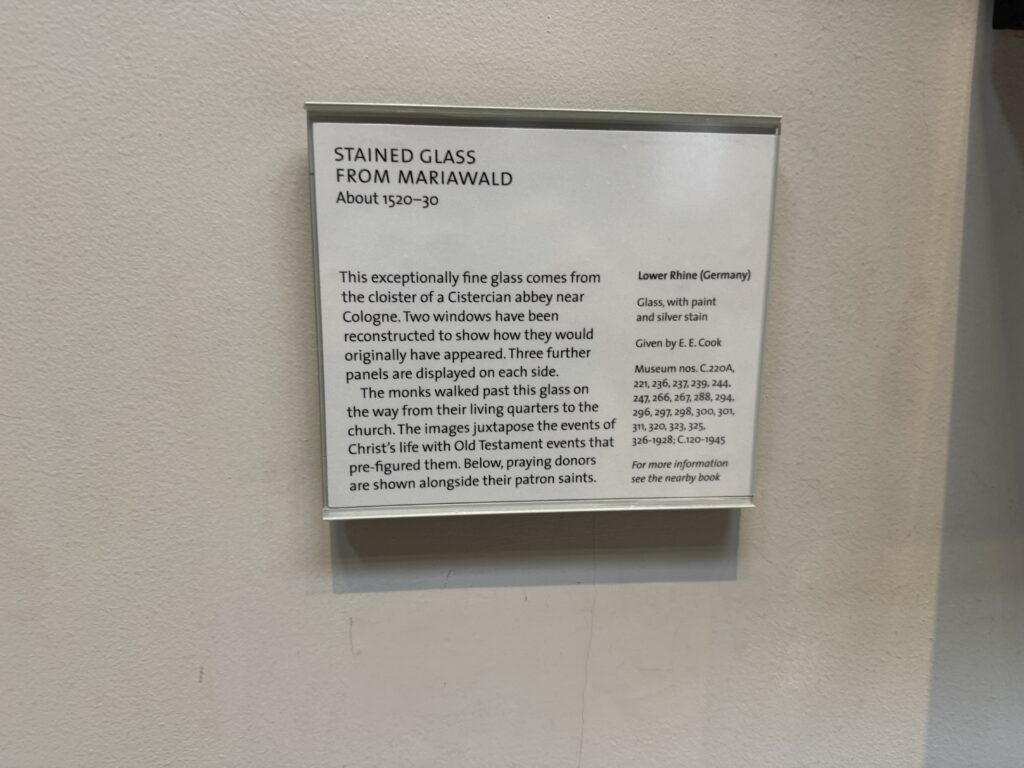 STAINED GLASS
FROM MARIAWALD
About 1520–30
This exceptionally fine glass comes from
the cloister of a Cistercian abbey near
Cologne. Two windows have been
reconstructed to show how they would
originally have appeared. Three further
panels are displayed on each side.
The monks walked past this glass on
the way from their living quarters to the
church. The images juxtapose the events of
Christ's life with Old Testament events that
pre-figured them. Below, praying donors
are shown alongside their patron saints.
Lower Rhine (Germany)
Glass, with paint
and silver stain
Given by E. E. Cook
Museum nos. C.220A,
221, 236, 237, 239, 244,
247, 266, 267, 288, 294,
296, 297, 298, 300, 301,
311, 320, 323, 325,
326-1928; C.120-1945
For more information
see the nearby book